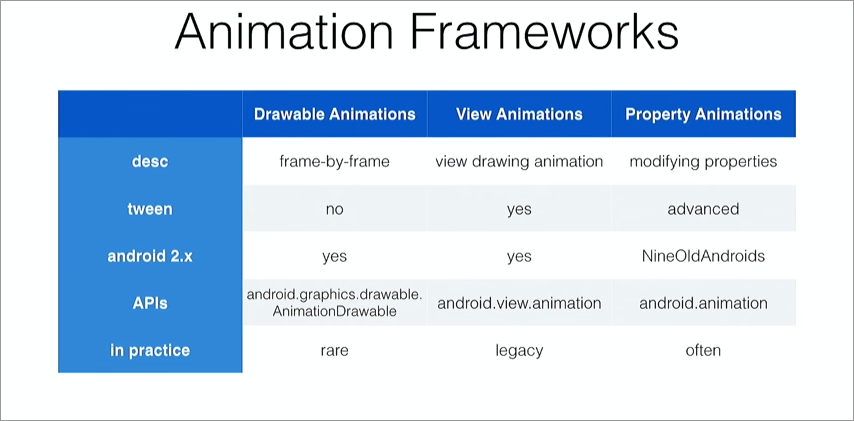 Animation Frameworks
Drawable Animations View Animations Property Animations
desc frame-by-frame view drawing animation modifying properties
tween no yes advanced
android 2.x yes yes NineOldAndroids
APIs android.graphics.drawable. AnimationDrawable android.view.animation android.animation
in practice rare legacy often